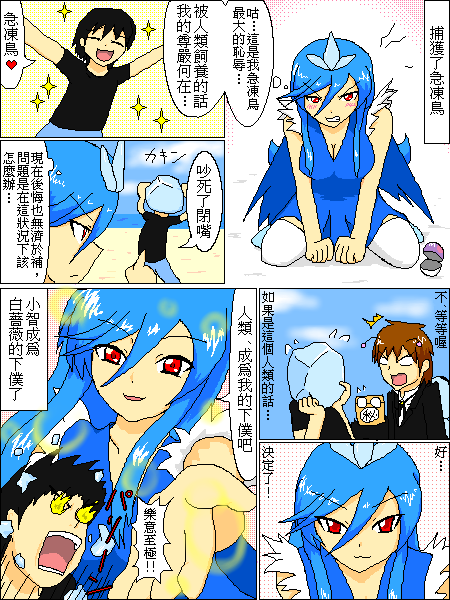 捕獲了急凍鳥
咕…這是我急凍鳥
最大的恥辱…
被人類飼養的話
我的尊嚴何在…
急凍鳥♥
カキン
吵死了閉嘴
現在後悔也無濟於補，
問題是在這狀況下該
怎麼辦…
不、等等喔
如果是這個人類的話…
好…
決定了！
人類、成為我的下僕吧
樂意至極!!
小智成為
白薔薇的下僕了